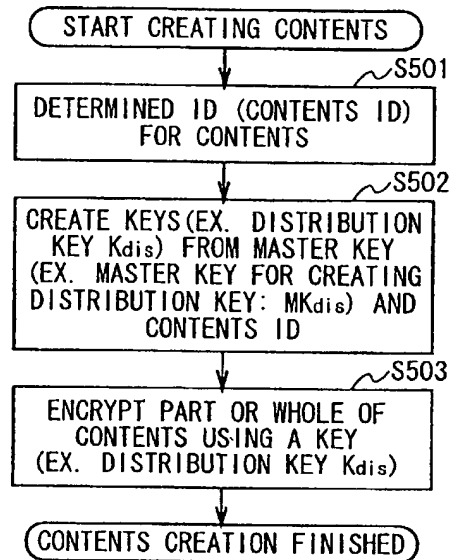 START CREATING CONTENTS
S501
DETERMINED ID (CONTENTS ID)
FOR CONTENTS
S502
CREATE KEYS(EX. DISTRIBUTION
KEY Kdis) FROM MASTER KEY
(EX. MASTER KEY FOR CREATING
DISTRIBUTION KEY: MKdis) AND
CONTENTS ID
S503
ENCRYPT PART OR WHOLE OF
CONTENTS USING A KEY
(EX. DISTRIBUTION KEY Kdis)
CONTENTS CREATION FINISHED